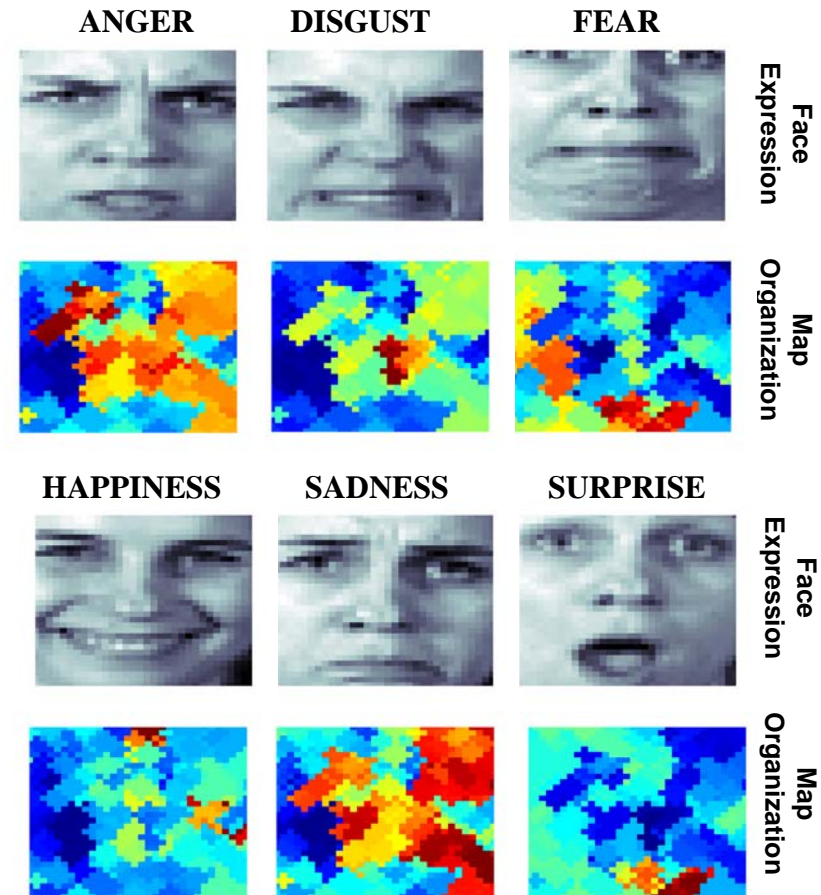 ANGER DISGUST FEAR
Face
Expression
Map
Organization
HAPPINESS SADNESS SURPRISE
Face
Expression
Map
Organization